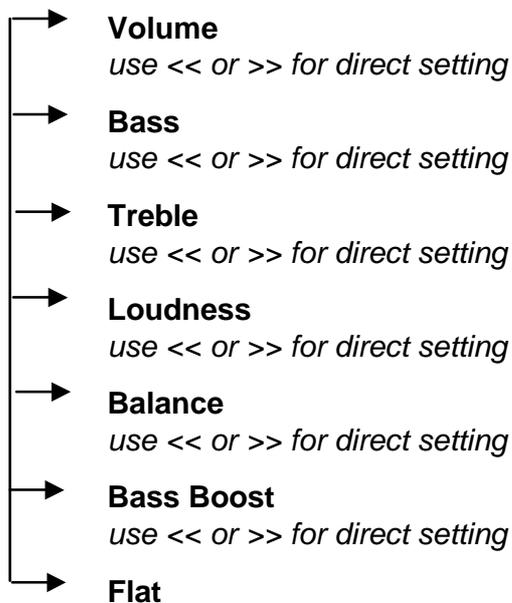 Volume
use << or >> for direct setting
Bass
use << or >> for direct setting
Treble
use << or >> for direct setting
Loudness
use << or >> for direct setting
Balance
use << or >> for direct setting
Bass Boost
use << or >> for direct setting
Flat